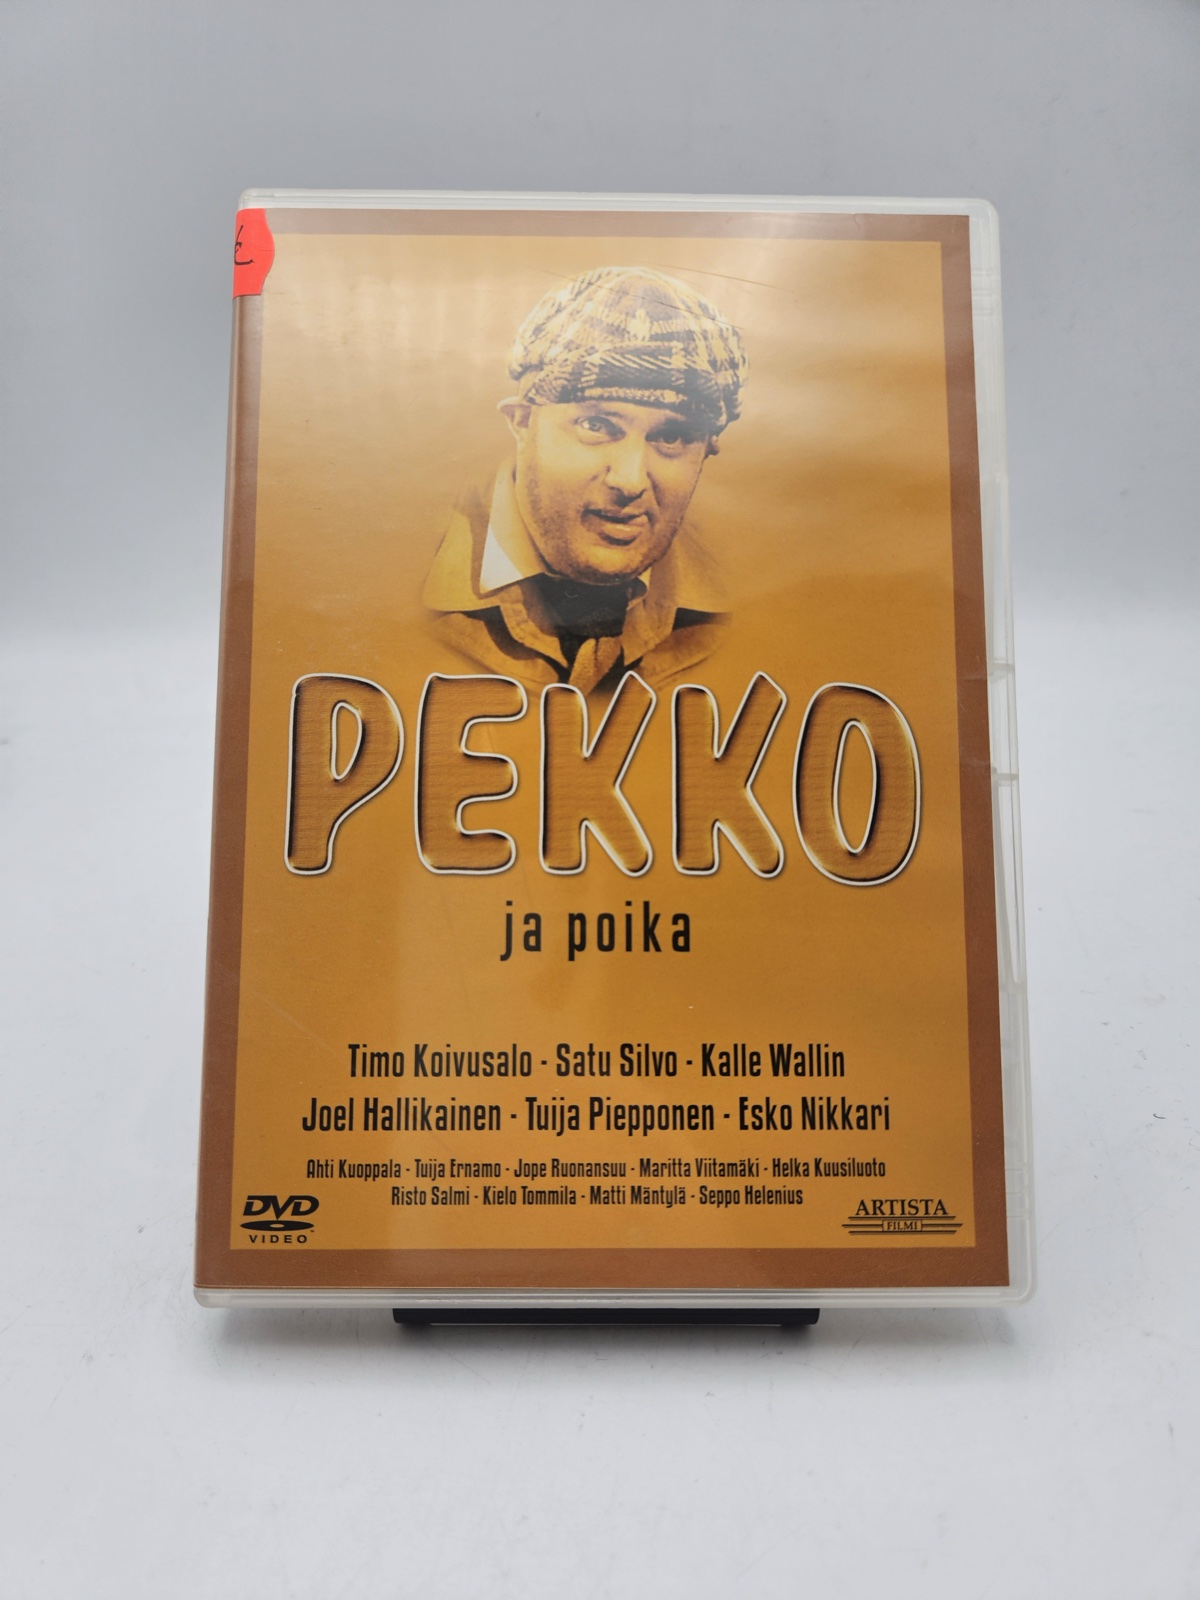 €
PEKKO
ja poika
Timo Koivusalo - Satu Silvo - Kalle Wallin
Joel Hallikainen - Tuija Piepponen - Esko Nikkari
Ahti Kuoppala - Tuija Ernamo - Jope Ruonansuu - Maritta Viitamäki - Helka Kuusiluoto
Risto Salmi - Kielo Tommila - Matti Mäntylä - Seppo Helenius
DVD
VIDEO
ARTISTA
FILMI